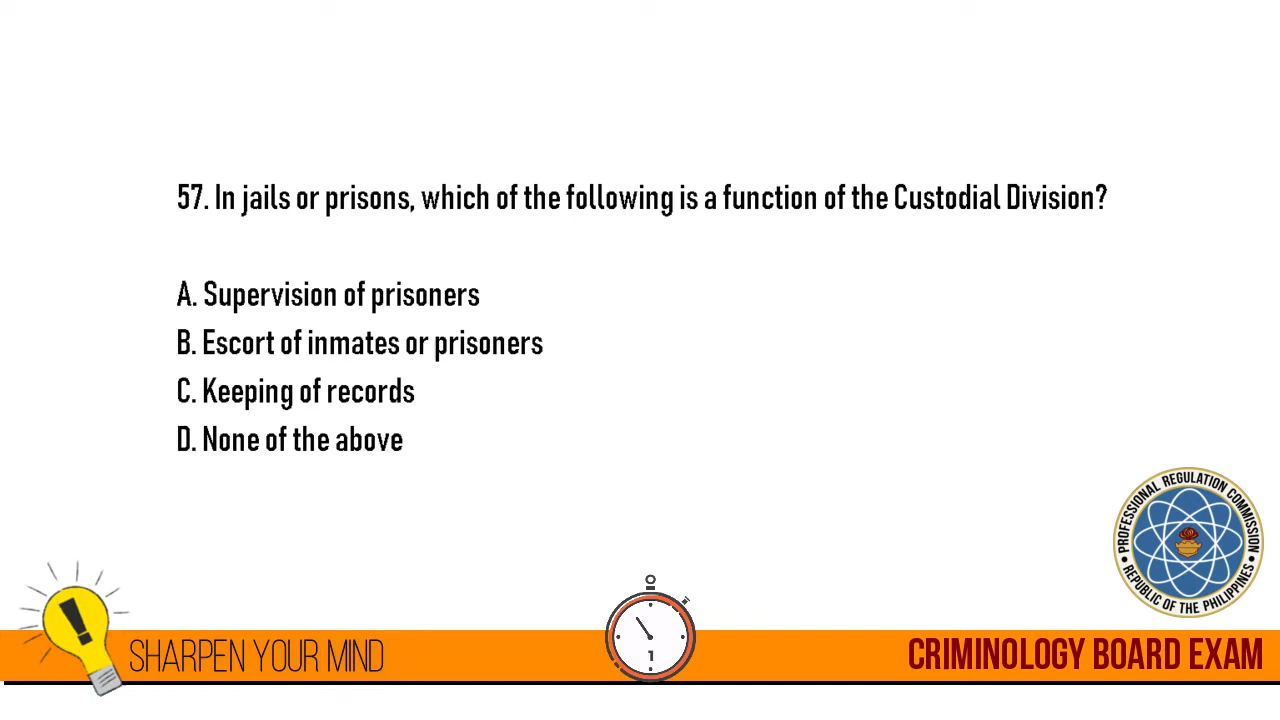 57. In jails or prisons, which of the following is a function of the Custodial Division?
A. Supervision of prisoners
B. Escort of inmates or prisoners
C. Keeping of records
D. None of the above
PROFESSIONAL REGULATION COMMISSION
REPUBLIC OF THE PHILIPPINES
SHARPEN YOUR MIND
1
CRIMINOLOGY BOARD EXAM